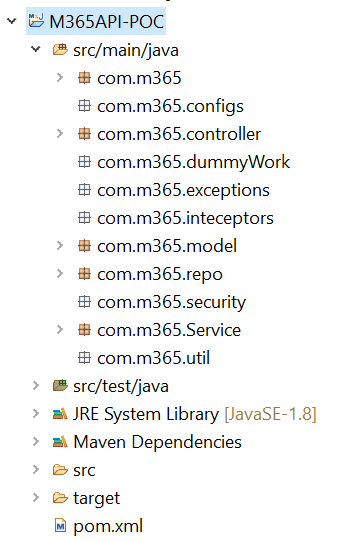 M365API-POC
src/main/java
com.m365
com.m365.configs
com.m365.controller
com.m365.dummyWork
com.m365.exceptions
com.m365.inteceptors
com.m365.model
com.m365.repo
com.m365.security
com.m365.Service
com.m365.util
src/test/java
JRE System Library [JavaSE-1.8]
Maven Dependencies
src
target
pom.xml